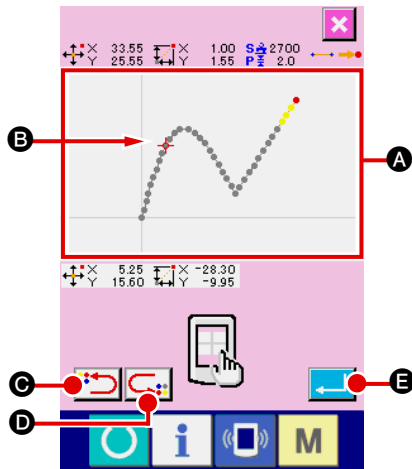 X 33.55 X 1.00 S 2700
Y 25.55 Y 1.55 P 2.0
B
A
X 5.25 X -28.30
Y 15.60 Y -9.95
C
E
D
i M